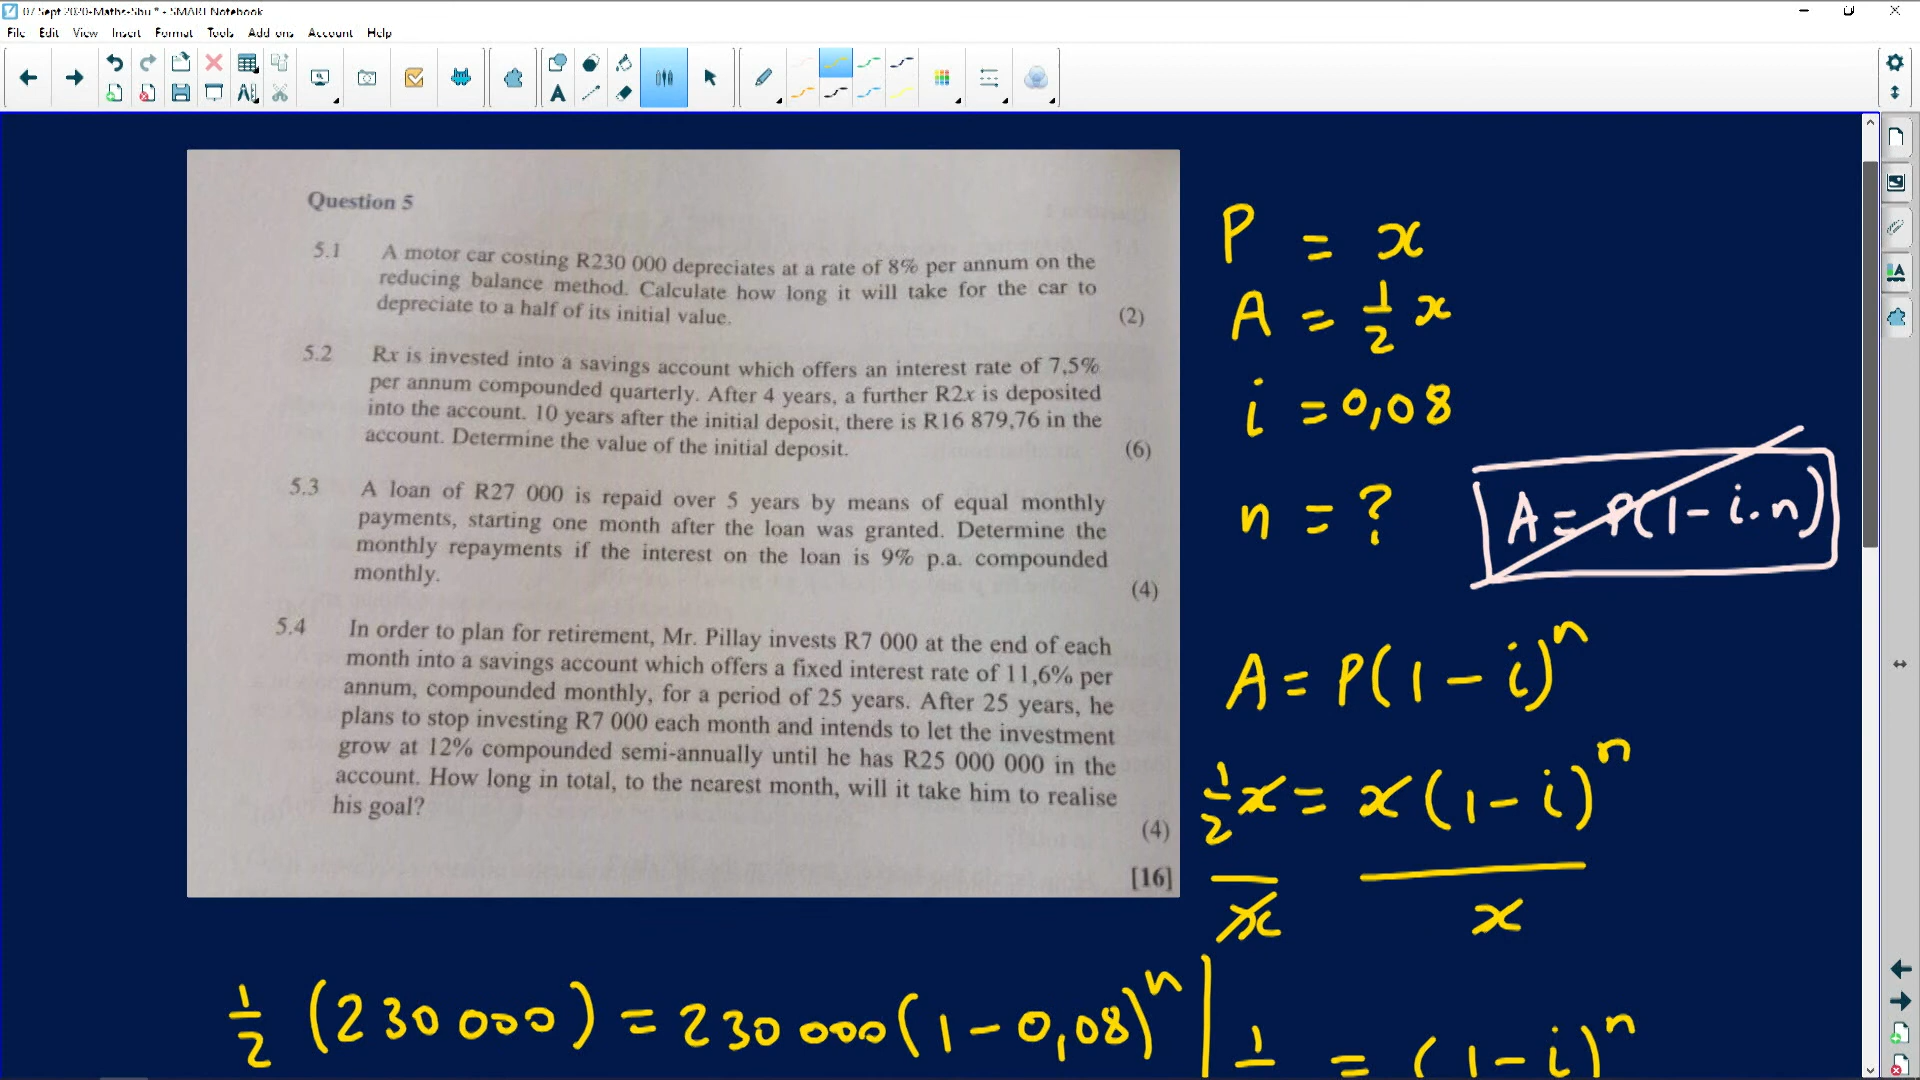 07 Sept 2020-Maths-Sbu * - SMART Notebook
File Edit View Insert Format Tools Add-ons Account Help
Question 5
5.1 A motor car costing R230 000 depreciates at a rate of 8% per annum on the
reducing balance method. Calculate how long it will take for the car to
depreciate to a half of its initial value. (2)
5.2 Rx is invested into a savings account which offers an interest rate of 7,5%
per annum compounded quarterly. After 4 years, a further R2x is deposited
into the account. 10 years after the initial deposit, there is R16 879,76 in the
account. Determine the value of the initial deposit. (6)
5.3 A loan of R27 000 is repaid over 5 years by means of equal monthly
payments, starting one month after the loan was granted. Determine the
monthly repayments if the interest on the loan is 9% p.a. compounded
monthly. (4)
5.4 In order to plan for retirement, Mr. Pillay invests R7 000 at the end of each
month into a savings account which offers a fixed interest rate of 11,6% per
annum, compounded monthly, for a period of 25 years. After 25 years, he
plans to stop investing R7 000 each month and intends to let the investment
grow at 12% compounded semi-annually until he has R25 000 000 in the
account. How long in total, to the nearest month, will it take him to realise
his goal? (4)
[16]
P = x
A = 1/2 x
i = 0,08
n = ?
A = P(1 - i.n)
A = P(1 - i)^n
1/2 x = x(1 - i)^n
x x
1/2 (230 000) = 230 000(1 - 0,08)^n
1 = (1 - i)^n